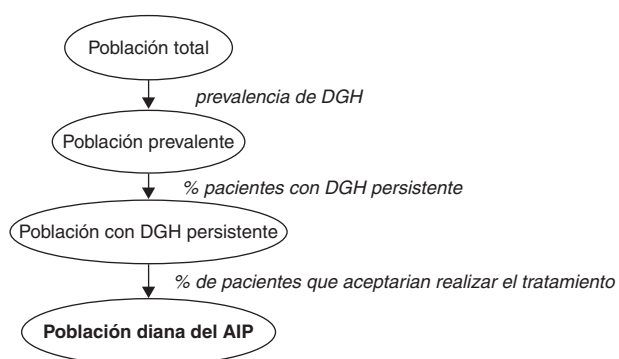 Población total
prevalencia de DGH
Población prevalente
% pacientes con DGH persistente
Población con DGH persistente
% de pacientes que aceptarian realizar el tratamiento
Población diana del AIP